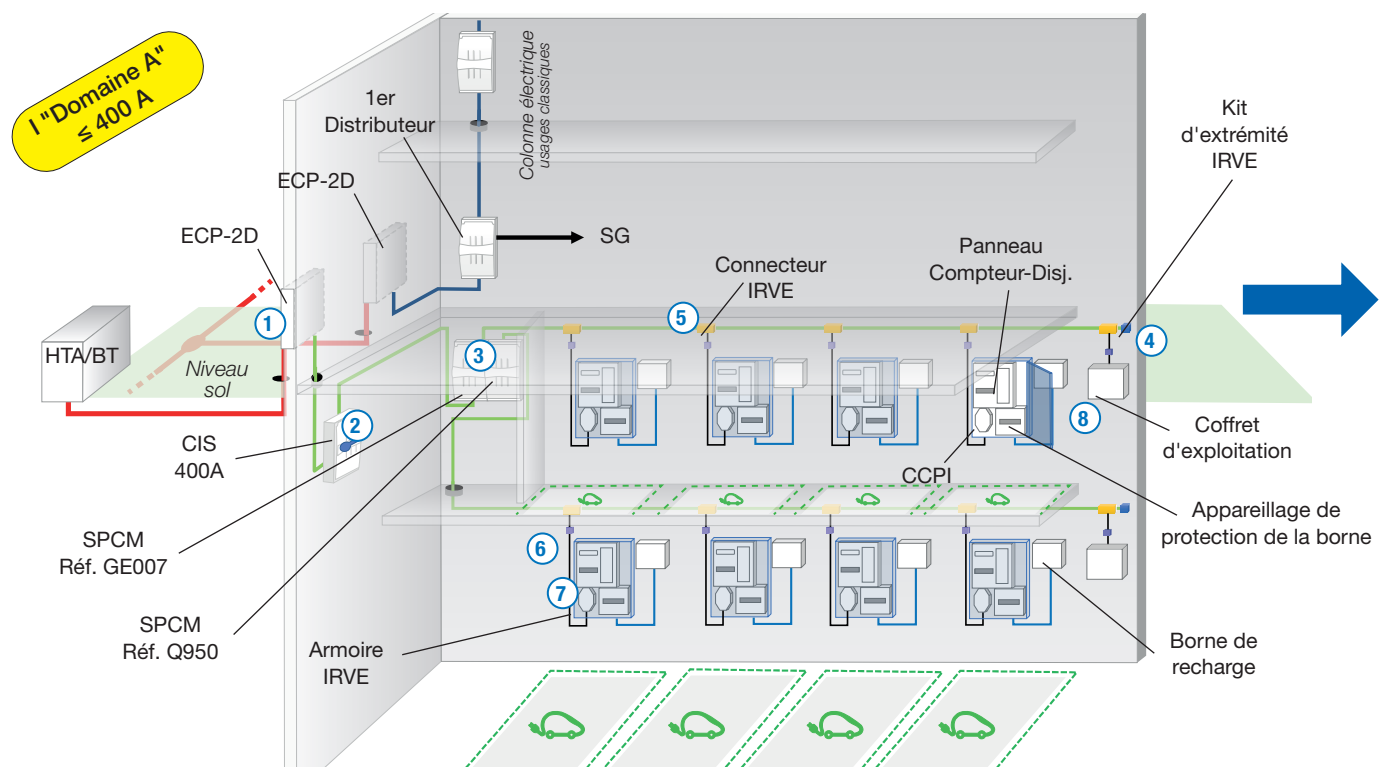 I "Domaine A"
≤ 400 A
1er
Distributeur
Colonne électrique
usages classiques
Kit
d'extrémité
IRVE
ECP-2D
ECP-2D
SG
Panneau
Compteur-Disj.
Connecteur
IRVE
1
5
4
HTA/BT
Niveau
sol
3
2
8
CIS
400A
Coffret
d'exploitation
CCPI
SPCM
Réf. GE007
Appareillage de
protection de la borne
6
7
SPCM
Réf. Q950
Armoire
IRVE
Borne de
recharge